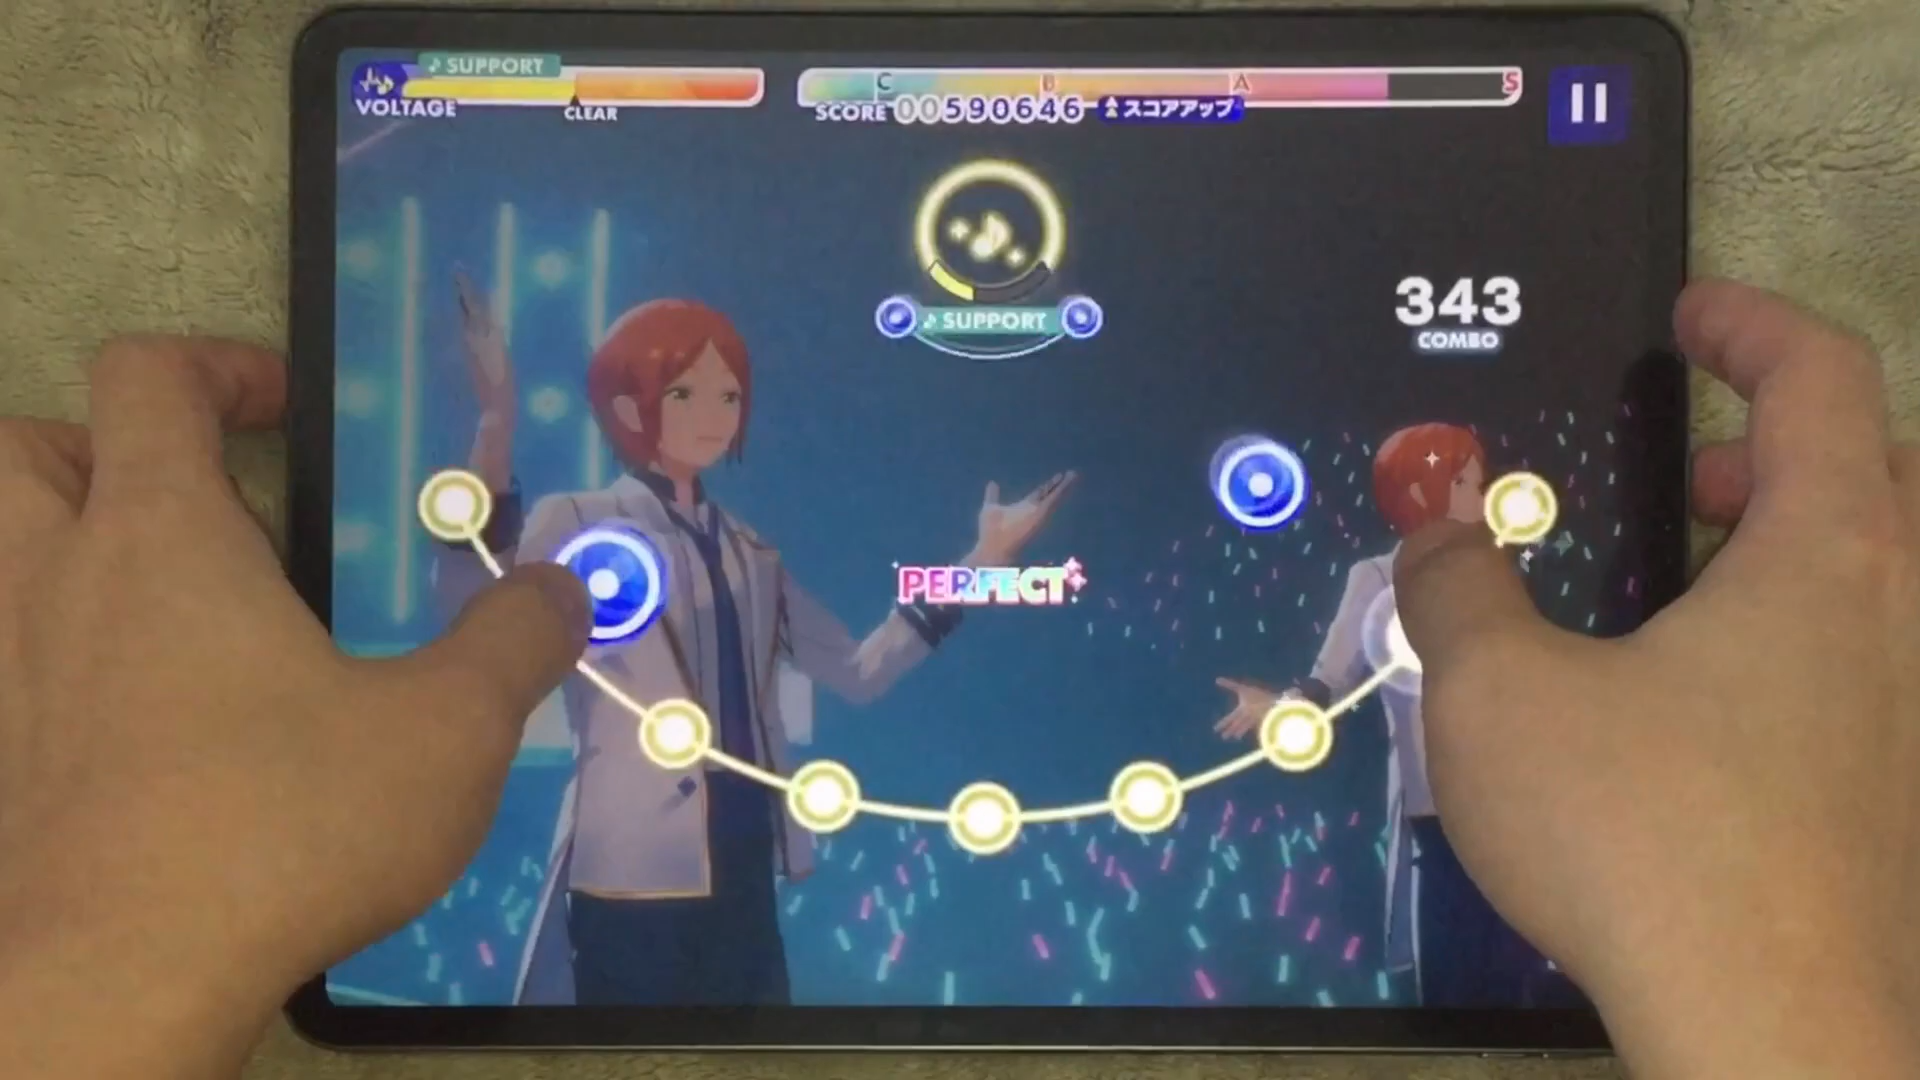 ♪ SUPPORT
VOLTAGE
CLEAR
C B A S
SCORE 00590646 スコアアップ
♪ SUPPORT
343
COMBO
PERFECT